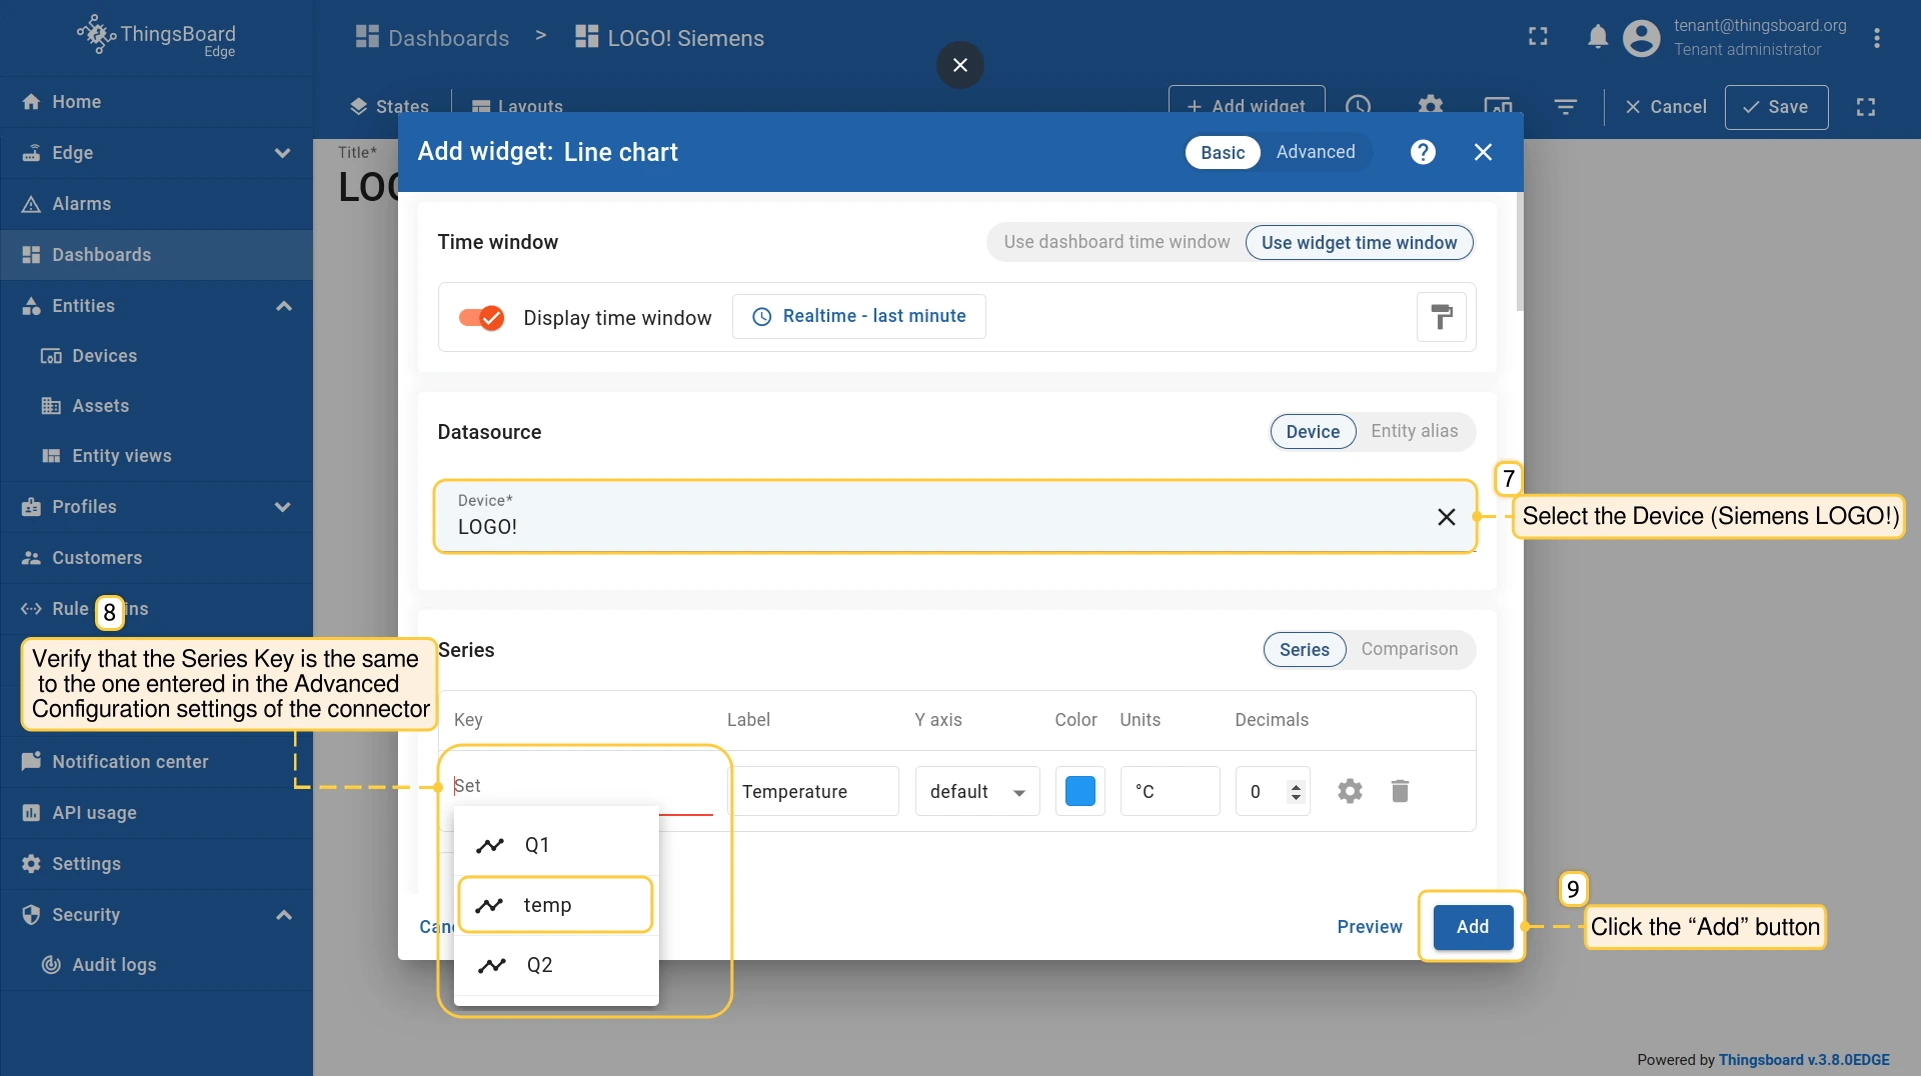 ThingsBoard
Edge
Dashboards > LOGO! Siemens
tenant@thingsboard.org
Tenant administrator
Home
Edge
Alarms
Dashboards
Entities
Devices
Assets
Entity views
Profiles
Customers
Rule ins
Notification center
API usage
Settings
Security
Audit logs
States
Layouts
+ Add widget
Cancel
Save
Title*
LOG
Add widget: Line chart
Basic
Advanced
Time window
Use dashboard time window
Use widget time window
Display time window
Realtime - last minute
Datasource
Device
Entity alias
Device*
LOGO!
7
Select the Device (Siemens LOGO!)
8
Verify that the Series Key is the same
to the one entered in the Advanced
Configuration settings of the connector
Series
Series
Comparison
Key
Label
Y axis
Color
Units
Decimals
Set
Temperature
default
°C
0
Q1
temp
Q2
Can
Preview
Add
9
Click the “Add” button
Powered by Thingsboard v.3.8.0EDGE